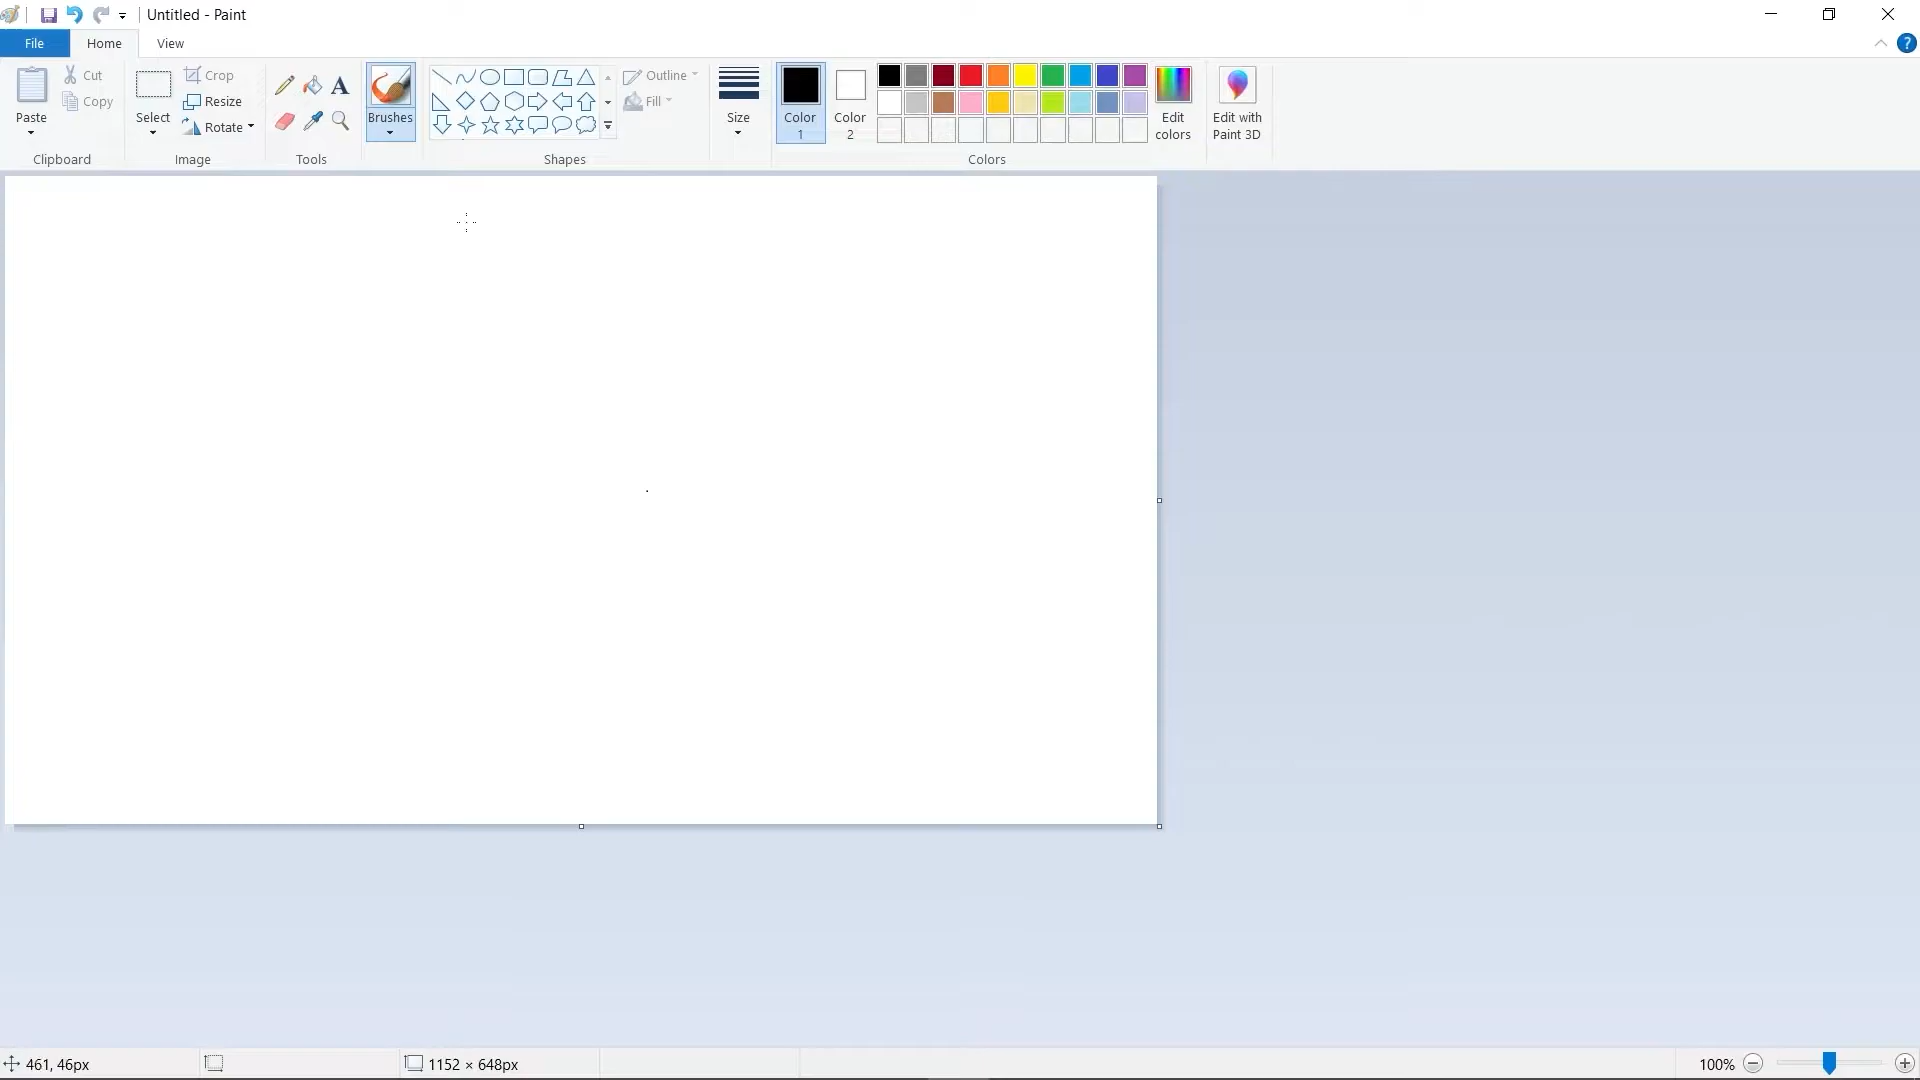 Untitled - Paint
File Home View ?
Paste Cut Copy Clipboard
Select Crop Resize Rotate Image
A Tools
Brushes
Shapes Outline Fill
Size
Color 1 Color 2 Colors
Edit colors
Edit with Paint 3D
461, 46px 1152 × 648px 100%